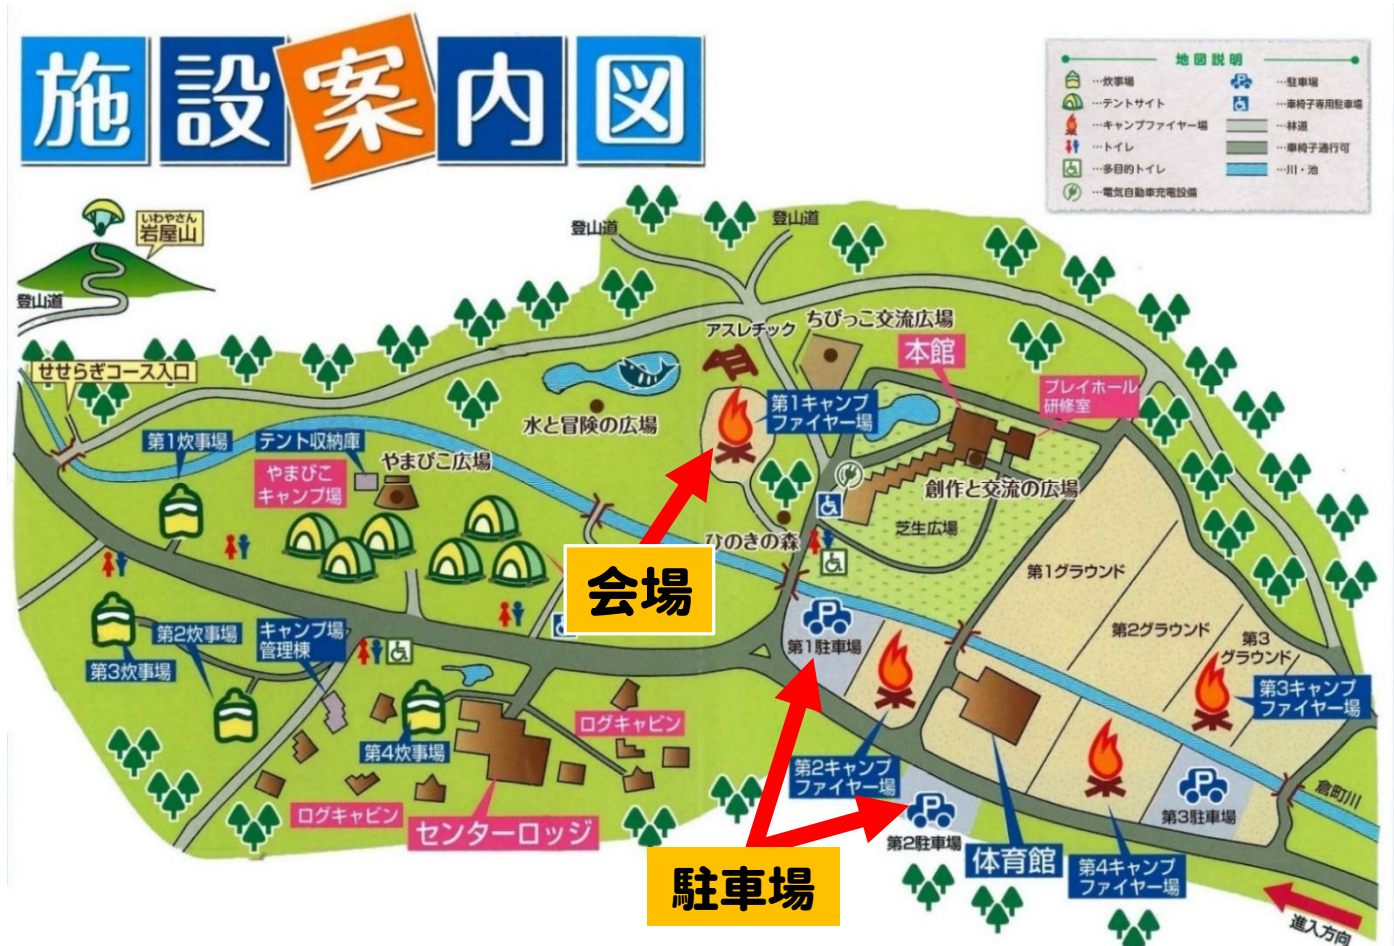 施設案内図
地図説明
…炊事場
…テントサイト
…キャンプファイヤー場
…トイレ
…多目的トイレ
…電気自動車充電設備
…駐車場
…車椅子専用駐車場
…林道
…車椅子通行可
…川・池
いわやさん
岩屋山
登山道
登山道
登山道
せせらぎコース入口
アスレチック
ちびっこ交流広場
本館
プレイホール
研修室
第1キャンプ
ファイヤー場
水と冒険の広場
第1炊事場
テント収納庫
やまびこ広場
やまびこ
キャンプ場
創作と交流の広場
芝生広場
ひのきの森
会場
第1グラウンド
第2グラウンド
第3
グラウンド
第3炊事場
第2炊事場
キャンプ場
管理棟
第1駐車場
第3キャンプ
ファイヤー場
ログキャビン
第4炊事場
第2キャンプ
ファイヤー場
倉町川
ログキャビン
センターロッジ
第2駐車場
第3駐車場
体育館
第4キャンプ
ファイヤー場
駐車場
進入方向